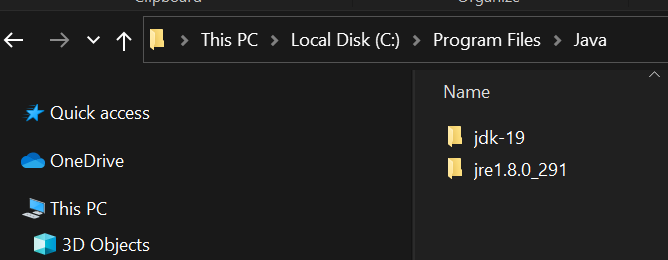 Clipboard Organize
This PC Local Disk (C:) Program Files Java
Name
Quick access
jdk-19
OneDrive
jre1.8.0_291
This PC
3D Objects